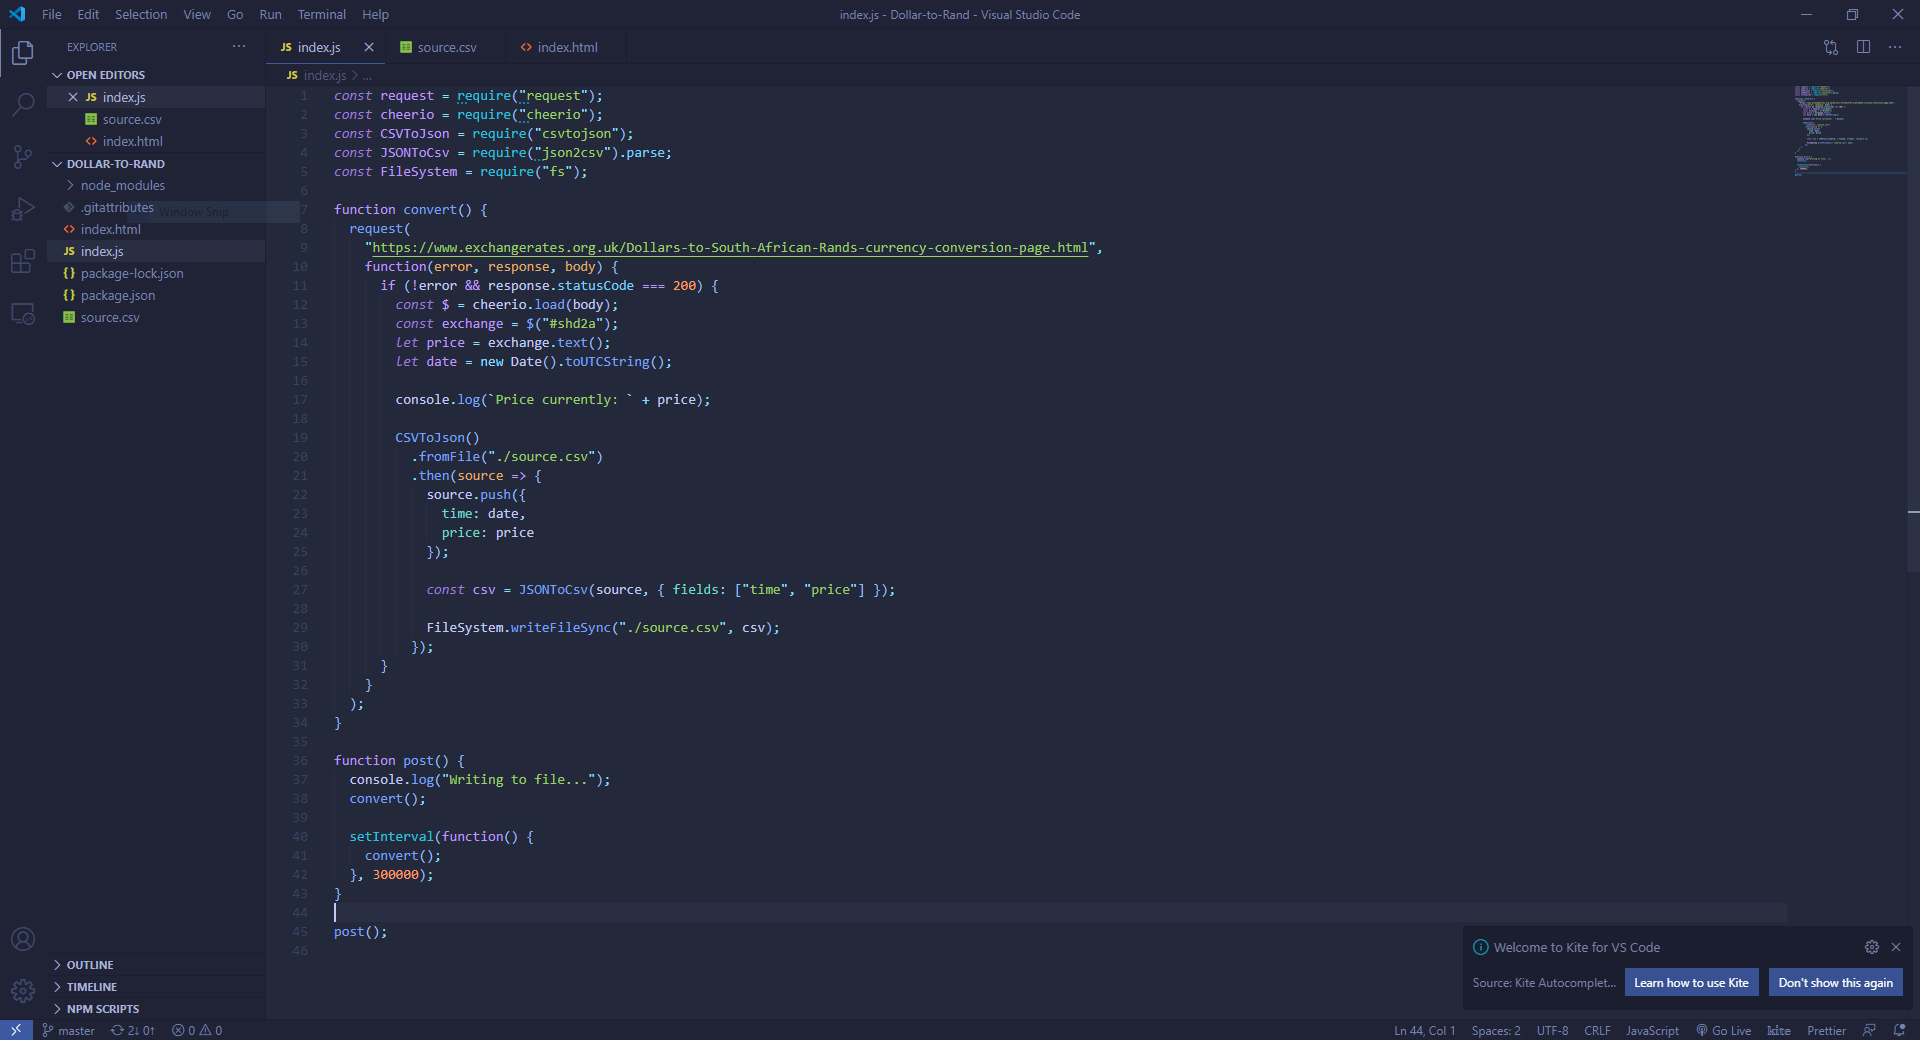 File Edit Selection View Go Run Terminal Help
index.js - Dollar-to-Rand - Visual Studio Code
EXPLORER
OPEN EDITORS
JS index.js
source.csv
index.html
DOLLAR-TO-RAND
node_modules
.gitattributes
Window Snip
index.html
JS index.js
{} package-lock.json
{} package.json
source.csv
OUTLINE
TIMELINE
NPM SCRIPTS
JS index.js source.csv index.html
JS index.js > ...
1 const request = require("request");
2 const cheerio = require("cheerio");
3 const CSVToJson = require("csvtojson");
4 const JSONToCsv = require("json2csv").parse;
5 const FileSystem = require("fs");
6
7 function convert() {
8 request(
9 "https://www.exchangerates.org.uk/Dollars-to-South-African-Rands-currency-conversion-page.html",
10 function(error, response, body) {
11 if (!error && response.statusCode === 200) {
12 const $ = cheerio.load(body);
13 const exchange = $("#shd2a");
14 let price = exchange.text();
15 let date = new Date().toUTCString();
16
17 console.log(`Price currently: ` + price);
18
19 CSVToJson()
20 .fromFile("./source.csv")
21 .then(source => {
22 source.push({
23 time: date,
24 price: price
25 });
26
27 const csv = JSONToCsv(source, { fields: ["time", "price"] });
28
29 FileSystem.writeFileSync("./source.csv", csv);
30 });
31 }
32 }
33 );
34 }
35
36 function post() {
37 console.log("Writing to file...");
38 convert();
39
40 setInterval(function() {
41 convert();
42 }, 300000);
43 }
44
45 post();
46
Welcome to Kite for VS Code
Source: Kite Autocomplet... Learn how to use Kite Don't show this again
master 2↓ 0↑ 0 0 Ln 44, Col 1 Spaces: 2 UTF-8 CRLF JavaScript Go Live kite Prettier